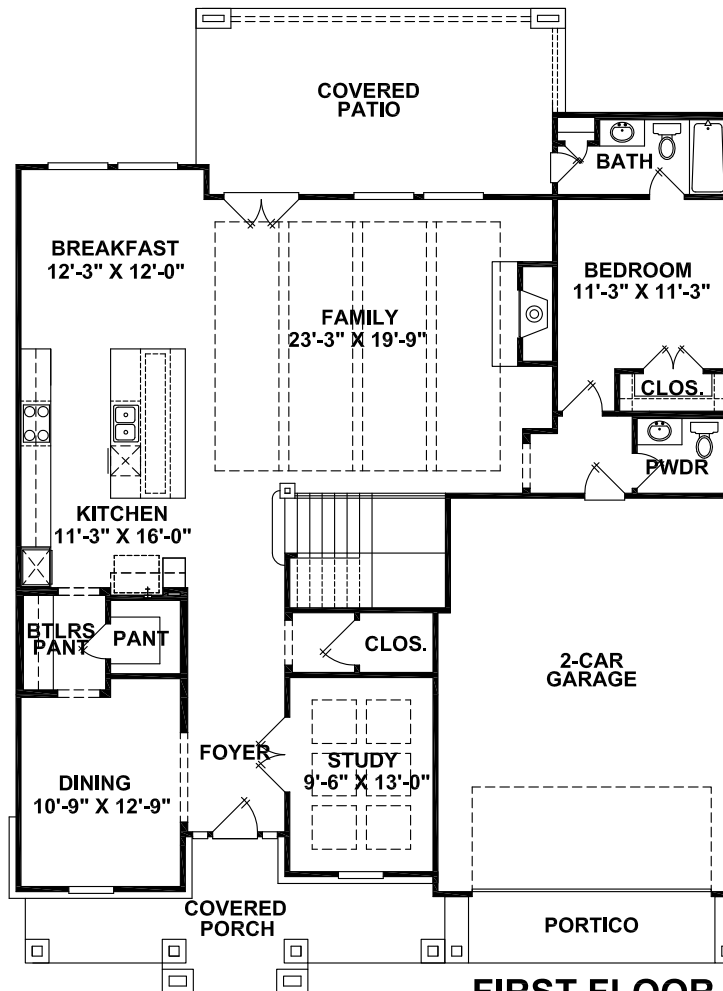 COVERED
PATIO
BATH
BREAKFAST
12'-3" X 12'-0"
BEDROOM
11'-3" X 11'-3"
FAMILY
23'-3" X 19'-9"
CLOS.
PWDR
KITCHEN
11'-3" X 16'-0"
BTLRS
PANT
PANT
CLOS.
2-CAR
GARAGE
FOYER
STUDY
9'-6" X 13'-0"
DINING
10'-9" X 12'-9"
COVERED
PORCH
PORTICO
FIRST FLOOR